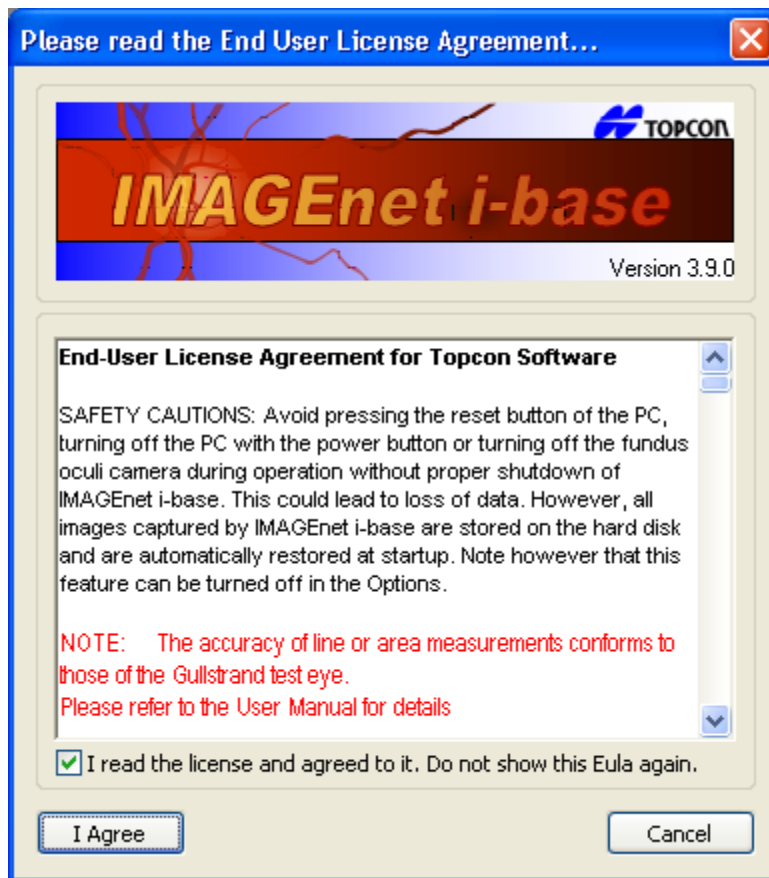 Please read the End User License Agreement...
TOPCON
IMAGEnet i-base
Version 3.9.0
End-User License Agreement for Topcon Software
SAFETY CAUTIONS: Avoid pressing the reset button of the PC,
turning off the PC with the power button or turning off the fundus
oculi camera during operation without proper shutdown of
IMAGEnet i-base. This could lead to loss of data. However, all
images captured by IMAGEnet i-base are stored on the hard disk
and are automatically restored at startup. Note however that this
feature can be turned off in the Options.
NOTE: The accuracy of line or area measurements conforms to
those of the Gullstrand test eye.
Please refer to the User Manual for details
I read the license and agreed to it. Do not show this Eula again.
I Agree
Cancel